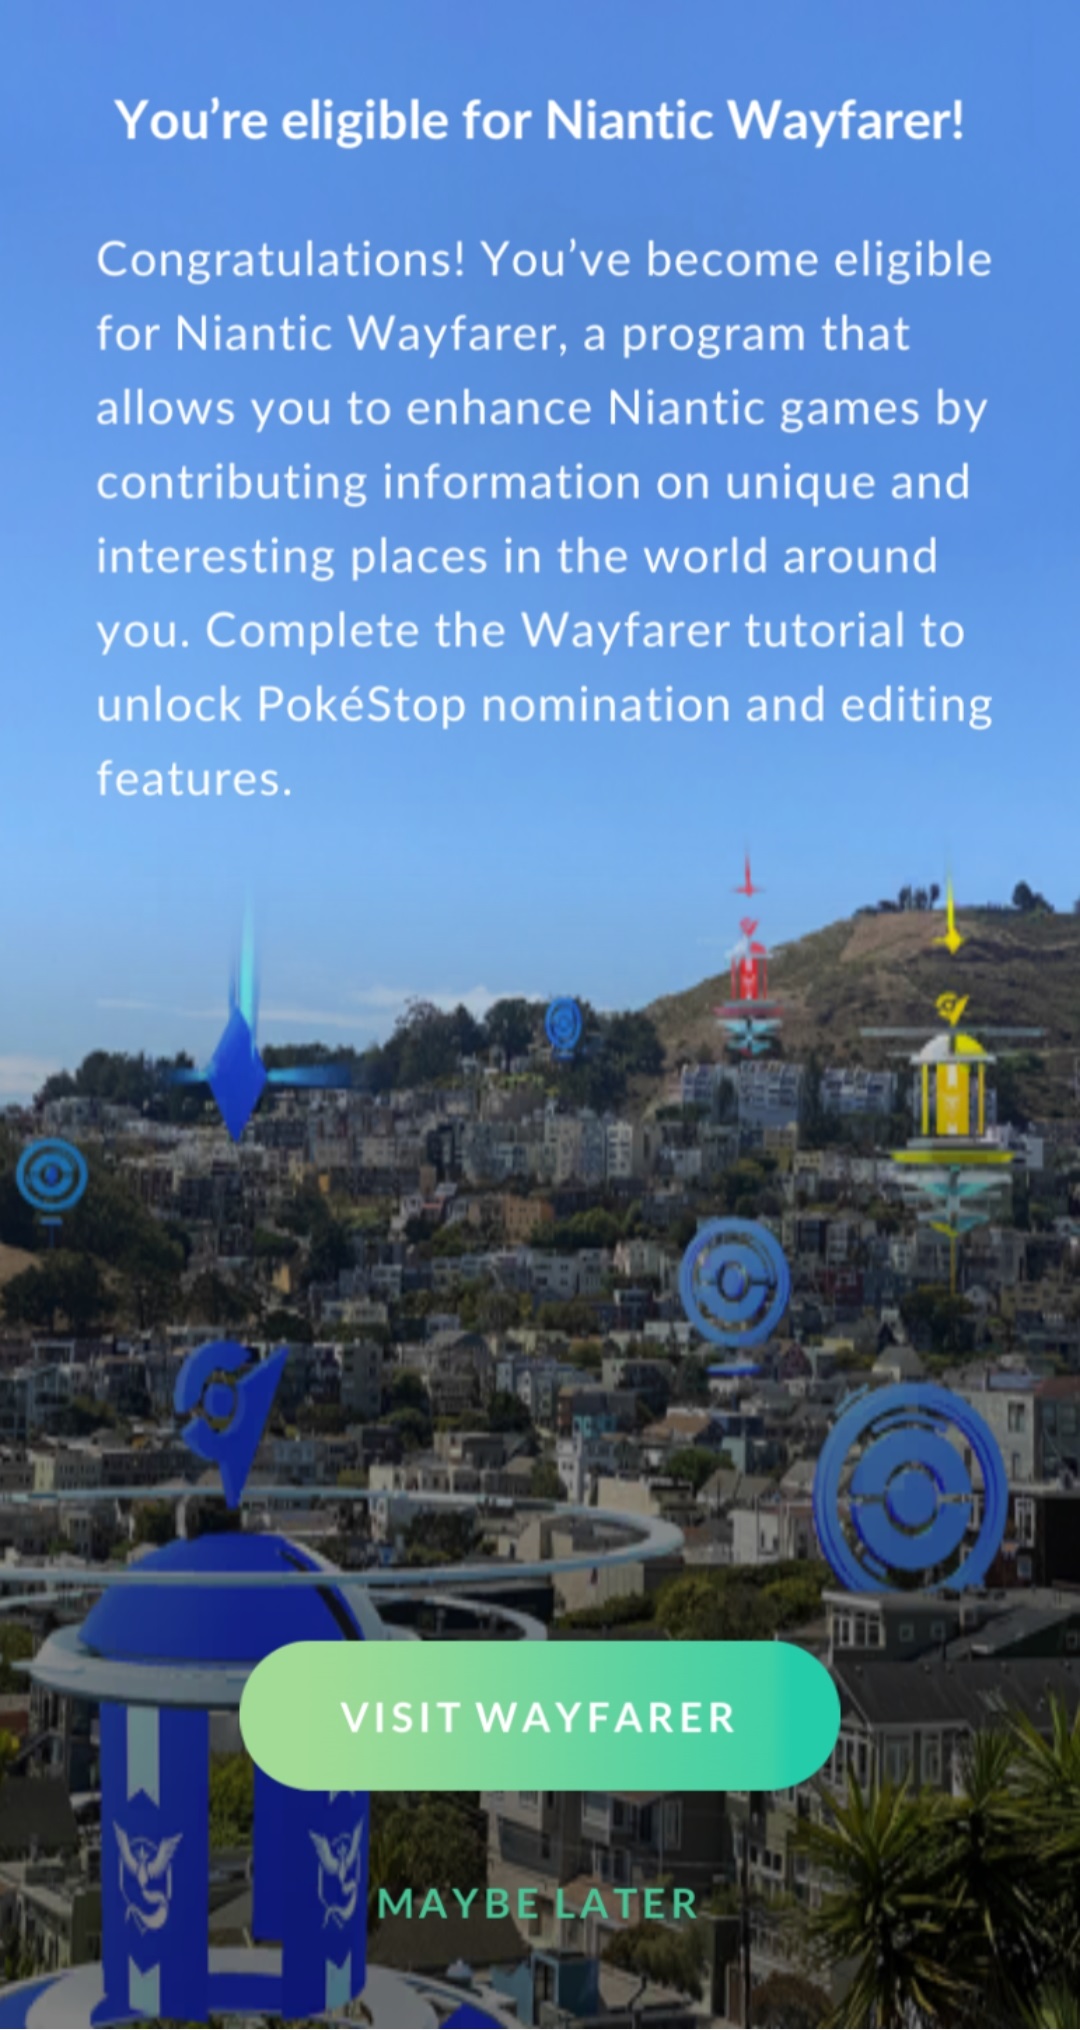 You’re eligible for Niantic Wayfarer!
Congratulations! You’ve become eligible
for Niantic Wayfarer, a program that
allows you to enhance Niantic games by
contributing information on unique and
interesting places in the world around
you. Complete the Wayfarer tutorial to
unlock PokéStop nomination and editing
features.
VISIT WAYFARER
MAYBE LATER